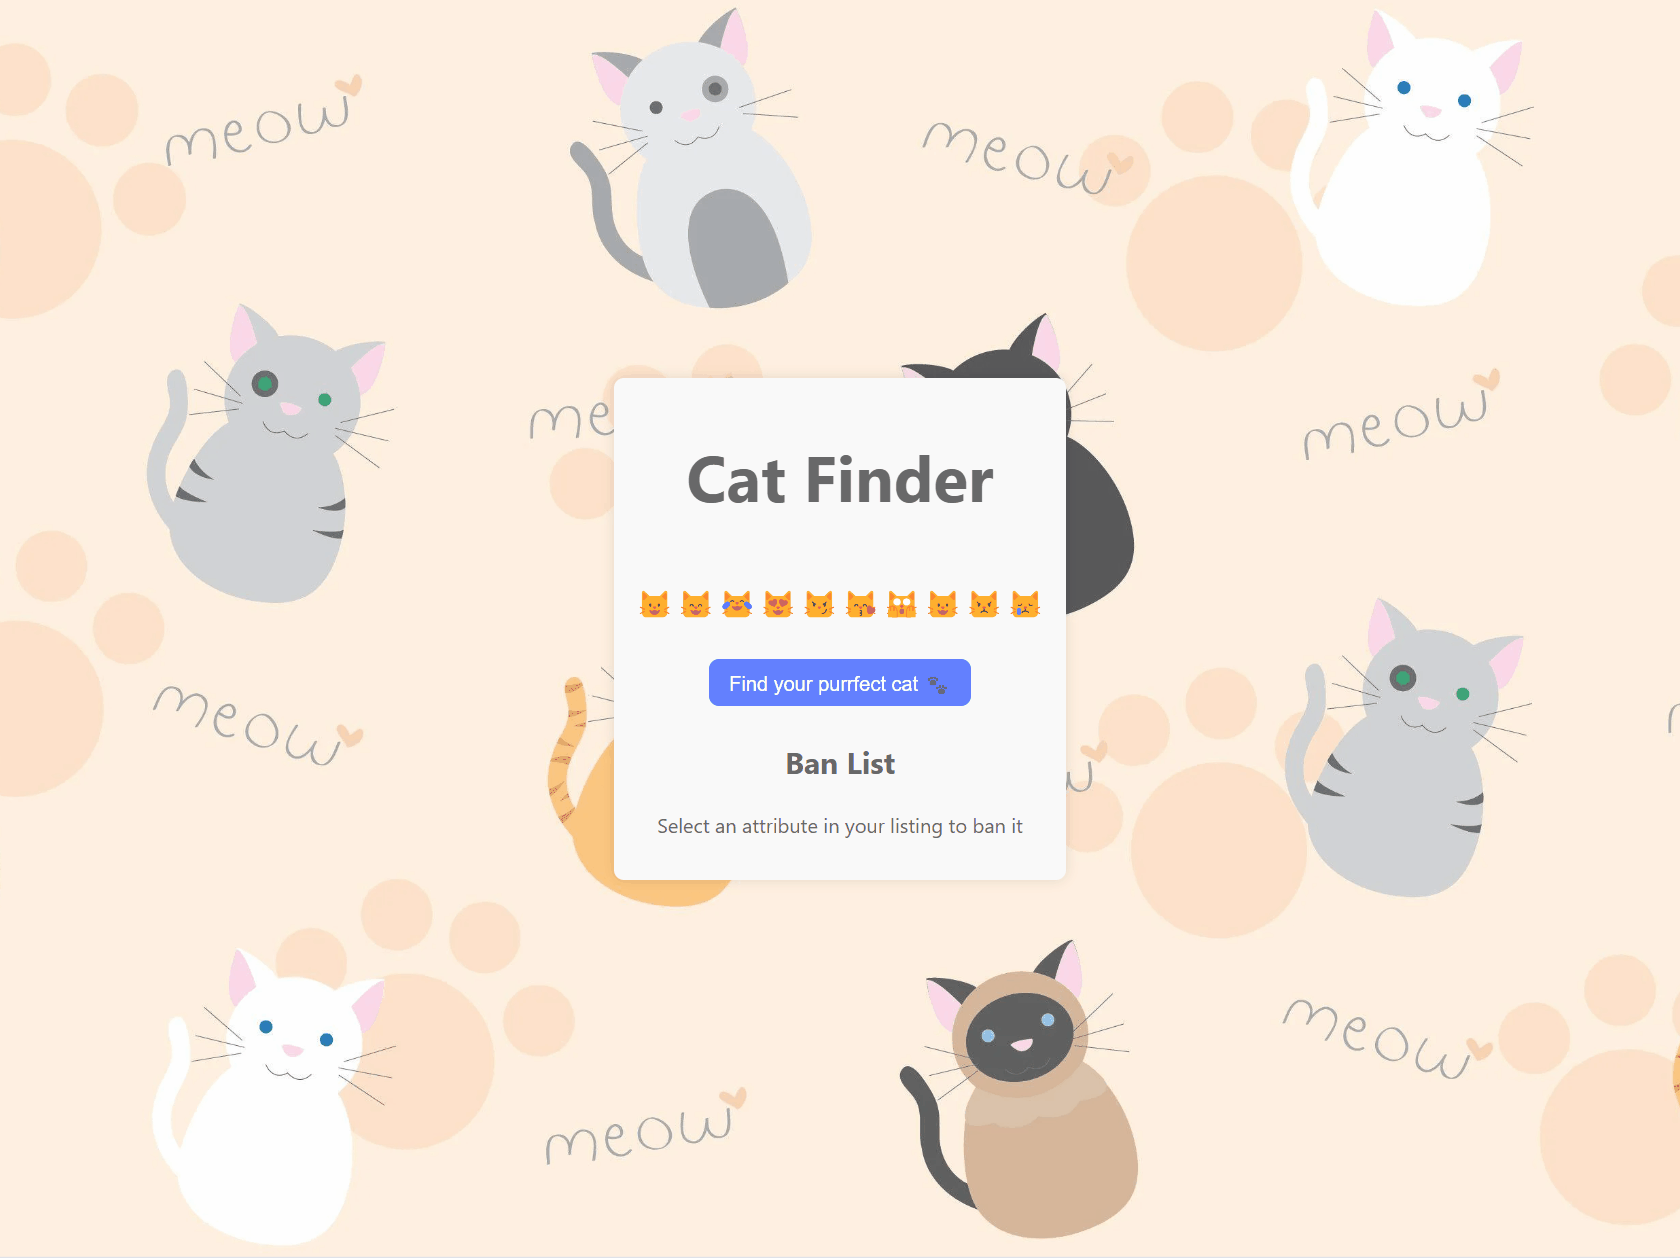 meow
meow
me
meow
Cat Finder
😺 😸 😹 😻 😼 😽 🙀 😺 😾 😿
Find your purrfect cat 🐾
Ban List
meow
w
Select an attribute in your listing to ban it
meow
meow